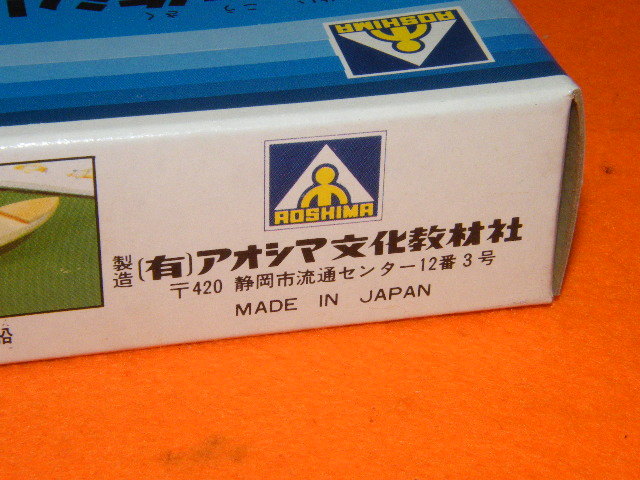 AOSHIMA
AOSHIMA
製造 (有)アオシマ文化教材社
〒420 静岡市流通センター12番3号
MADE IN JAPAN
船